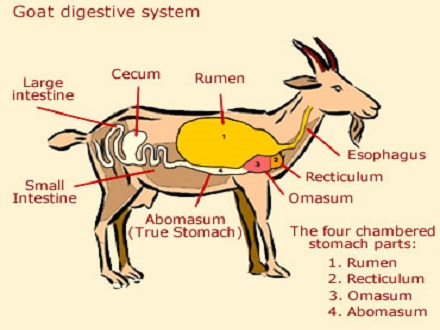 Goat digestive system
Large
intestine
Cecum
Rumen
Esophagus
Recticulum
Omasum
Small
Intestine
Abomasum
(True Stomach)
1
2
3
4
The four chambered
stomach parts:
1. Rumen
2. Recticulum
3. Omasum
4. Abomasum